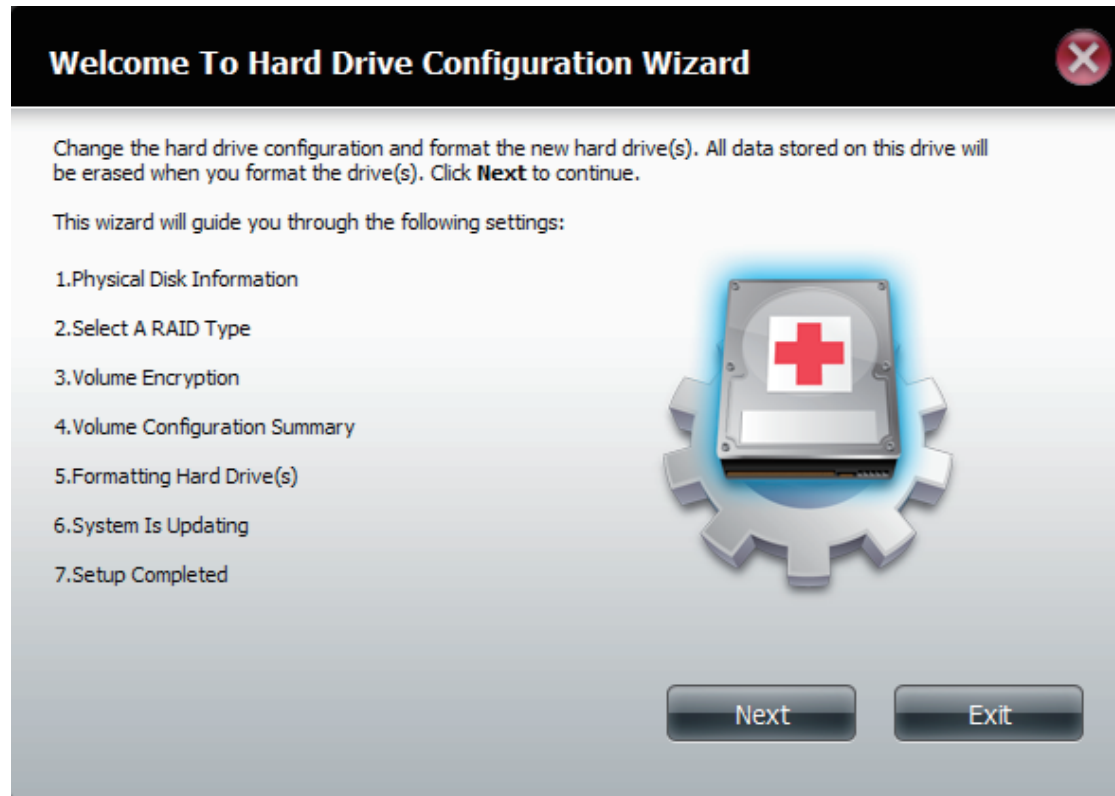 Welcome To Hard Drive Configuration Wizard
Change the hard drive configuration and format the new hard drive(s). All data stored on this drive will
be erased when you format the drive(s). Click Next to continue.
This wizard will guide you through the following settings:
1.Physical Disk Information
2.Select A RAID Type
3.Volume Encryption
4.Volume Configuration Summary
5.Formatting Hard Drive(s)
6.System Is Updating
7.Setup Completed
Next
Exit